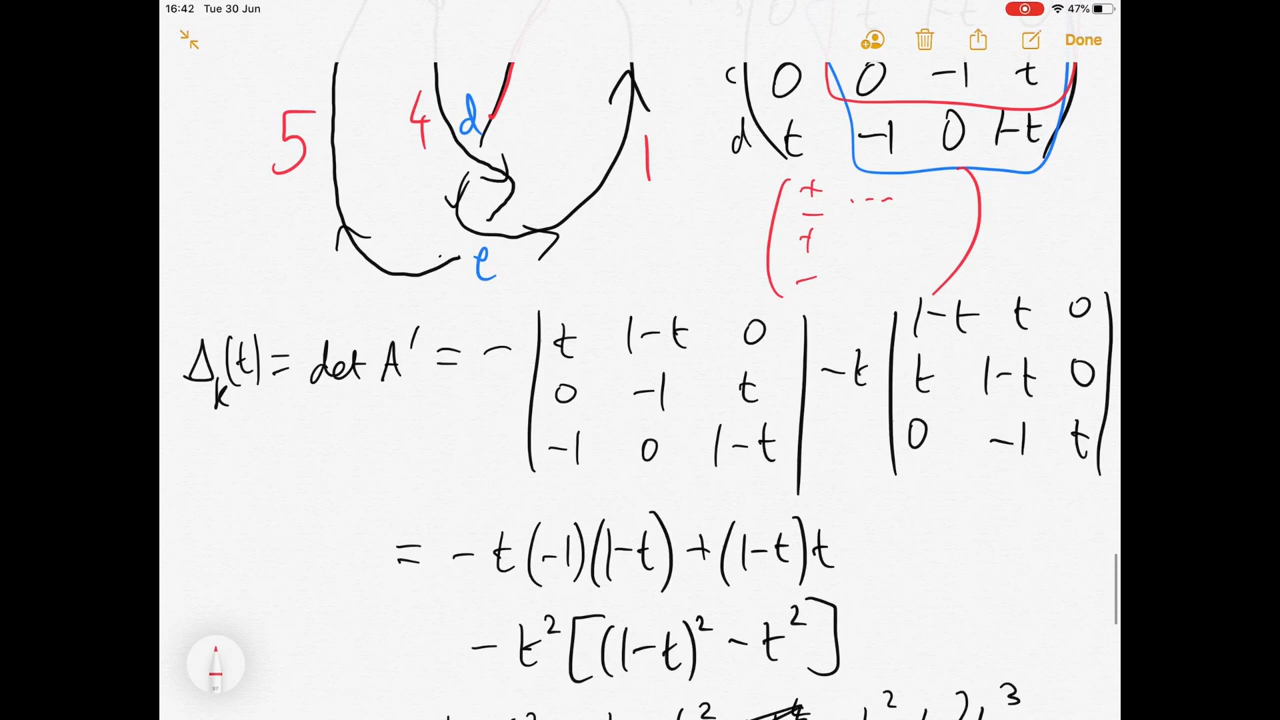 16:42 Tue 30 Jun 47%
Done
5 4 d 1
e
c 0 0 -1 t
d t -1 0 1-t
+ ...
-
+
-
Δ_K(t) = det A' = - | t 1-t 0 | -t | 1-t t 0 |
| 0 -1 t | | t 1-t 0 |
| -1 0 1-t | | 0 -1 t |
= - t(-1)(1-t) + (1-t)t
- t² [(1-t)² - t²]